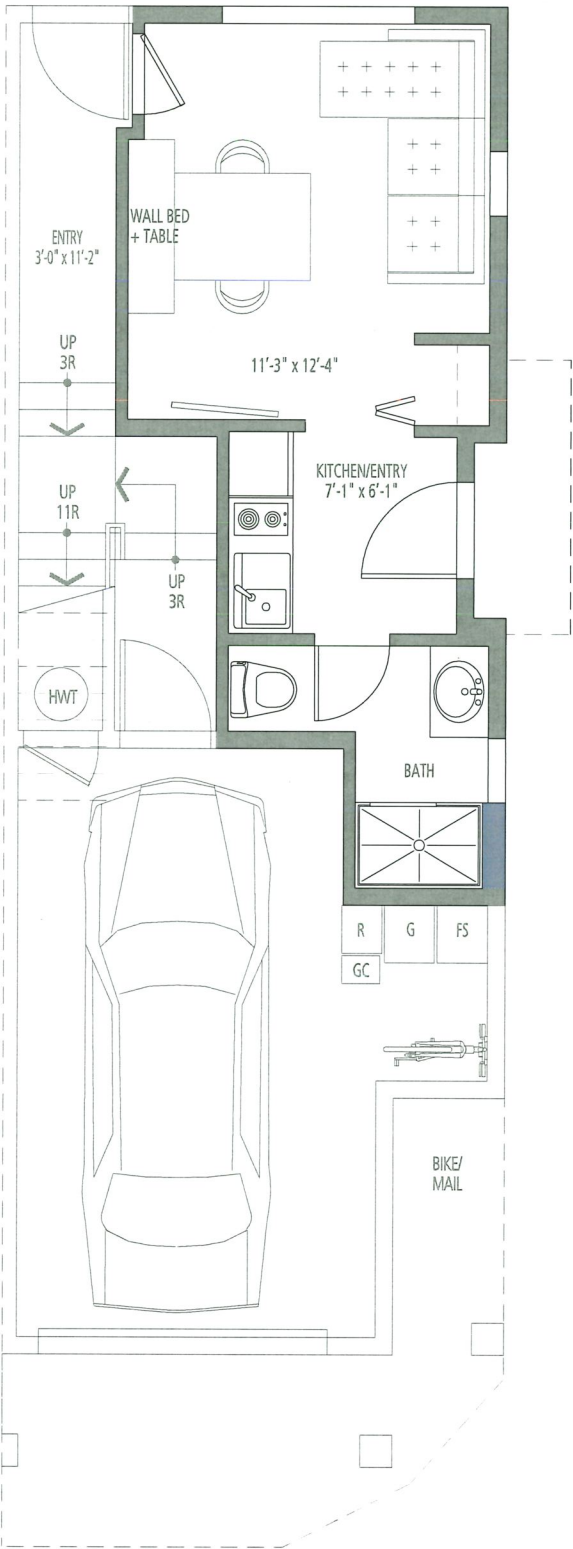 WALL BED
+ TABLE
ENTRY
3'-0" x 11'-2"
UP
3R
11'-3" x 12'-4"
KITCHEN/ENTRY
7'-1" x 6'-1"
UP
11R
UP
3R
HWT
BATH
R
G
FS
GC
BIKE/
MAIL